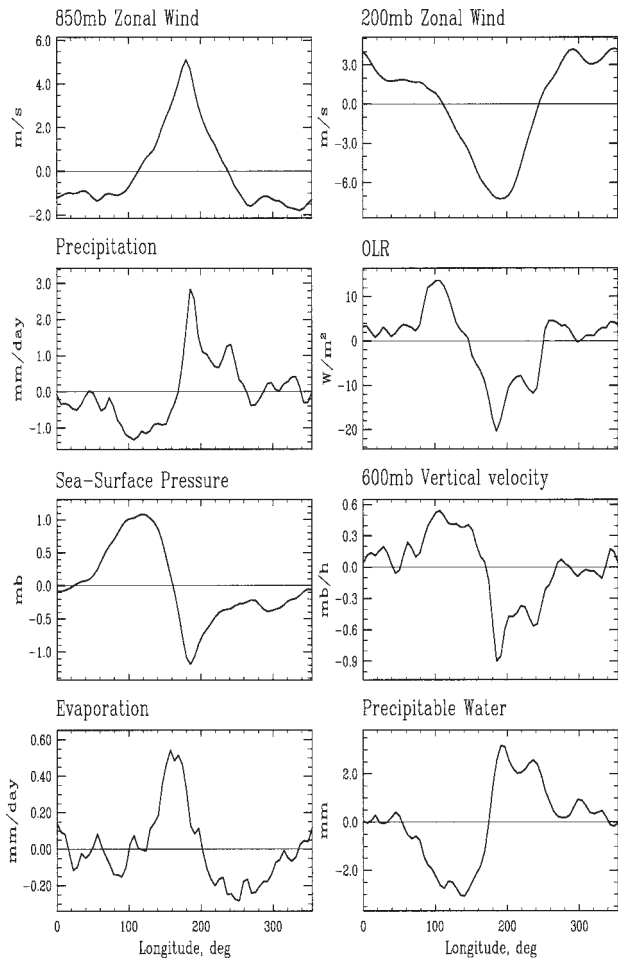 850mb Zonal Wind
200mb Zonal Wind
6.0
4.0
2.0
0.0
−2.0
m/s
3.0
0.0
−3.0
−6.0
m/s
Precipitation
OLR
3.0
2.0
1.0
0.0
−1.0
mm/day
10
0
−10
−20
w/m²
Sea−Surface Pressure
600mb Vertical velocity
1.0
0.5
0.0
−0.5
−1.0
mb
0.6
0.3
0.0
−0.3
−0.6
−0.9
mb/h
Evaporation
Precipitable Water
0.60
0.40
0.20
0.00
−0.20
mm/day
2.0
0.0
−2.0
mm
0 100 200 300
0 100 200 300
Longitude, deg
Longitude, deg